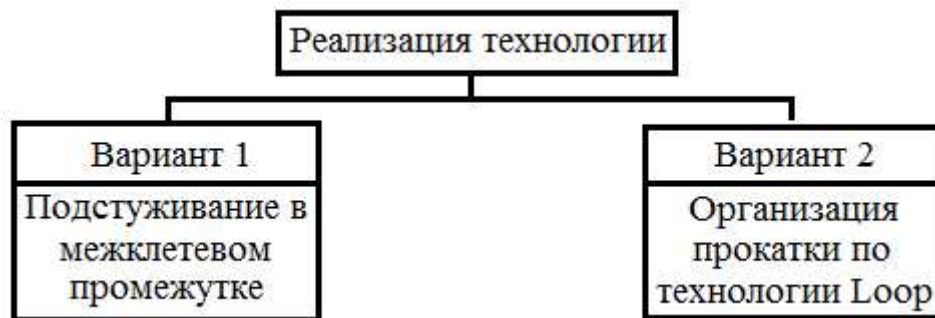 Реализация технологии
Вариант 1
Подстуживание в
межклетевом
промежутке
Вариант 2
Организация
прокатки по
технологии Loop